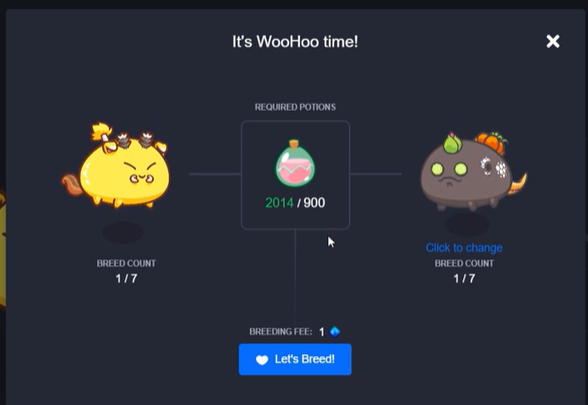 It's WooHoo time!
REQUIRED POTIONS
2014 / 900
Click to change
BREED COUNT
1 / 7
BREED COUNT
1 / 7
BREEDING FEE: 1
Let's Breed!